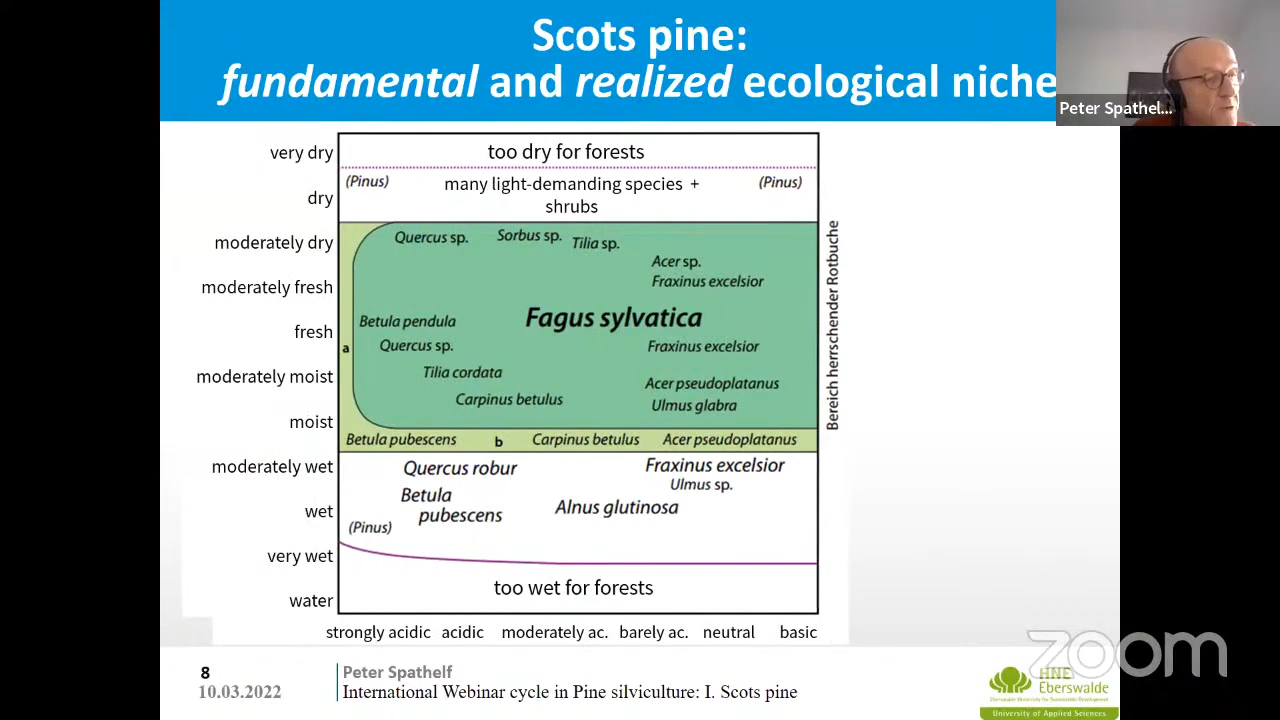 Scots pine:
fundamental and realized ecological niche
Peter Spathel...
very dry
too dry for forests
(Pinus)
many light-demanding species +
(Pinus)
dry
shrubs
moderately dry
Quercus sp.
Sorbus sp.
Tilia sp.
Acer sp.
moderately fresh
Fraxinus excelsior
fresh
Betula pendula
Fagus sylvatica
a
Quercus sp.
Fraxinus excelsior
moderately moist
Tilia cordata
Acer pseudoplatanus
Carpinus betulus
Ulmus glabra
moist
Betula pubescens
b
Carpinus betulus
Acer pseudoplatanus
Bereich herrschender Rotbuche
moderately wet
Quercus robur
Fraxinus excelsior
Ulmus sp.
wet
Betula
pubescens
Alnus glutinosa
(Pinus)
very wet
too wet for forests
water
strongly acidic acidic moderately ac. barely ac. neutral basic
zoom
8
Peter Spathelf
10.03.2022
International Webinar cycle in Pine silviculture: I. Scots pine
HNE
Eberswalde
University of Applied Sciences